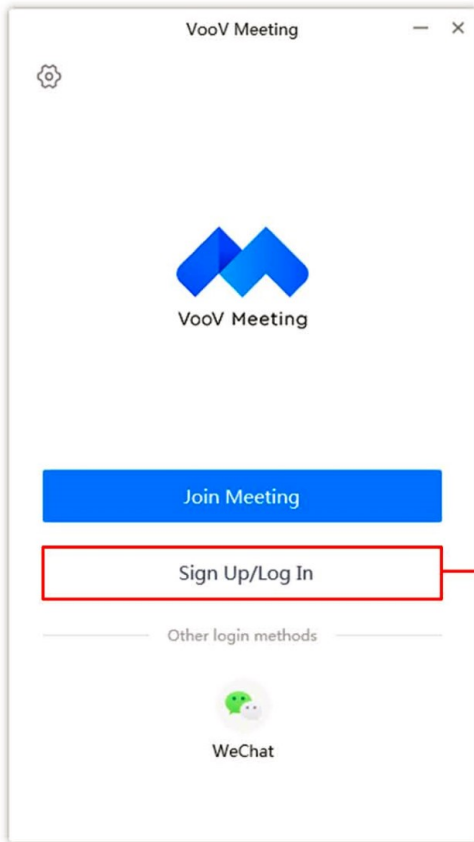 VooV Meeting
VooV Meeting
Join Meeting
Sign Up/Log In
Other login methods
WeChat